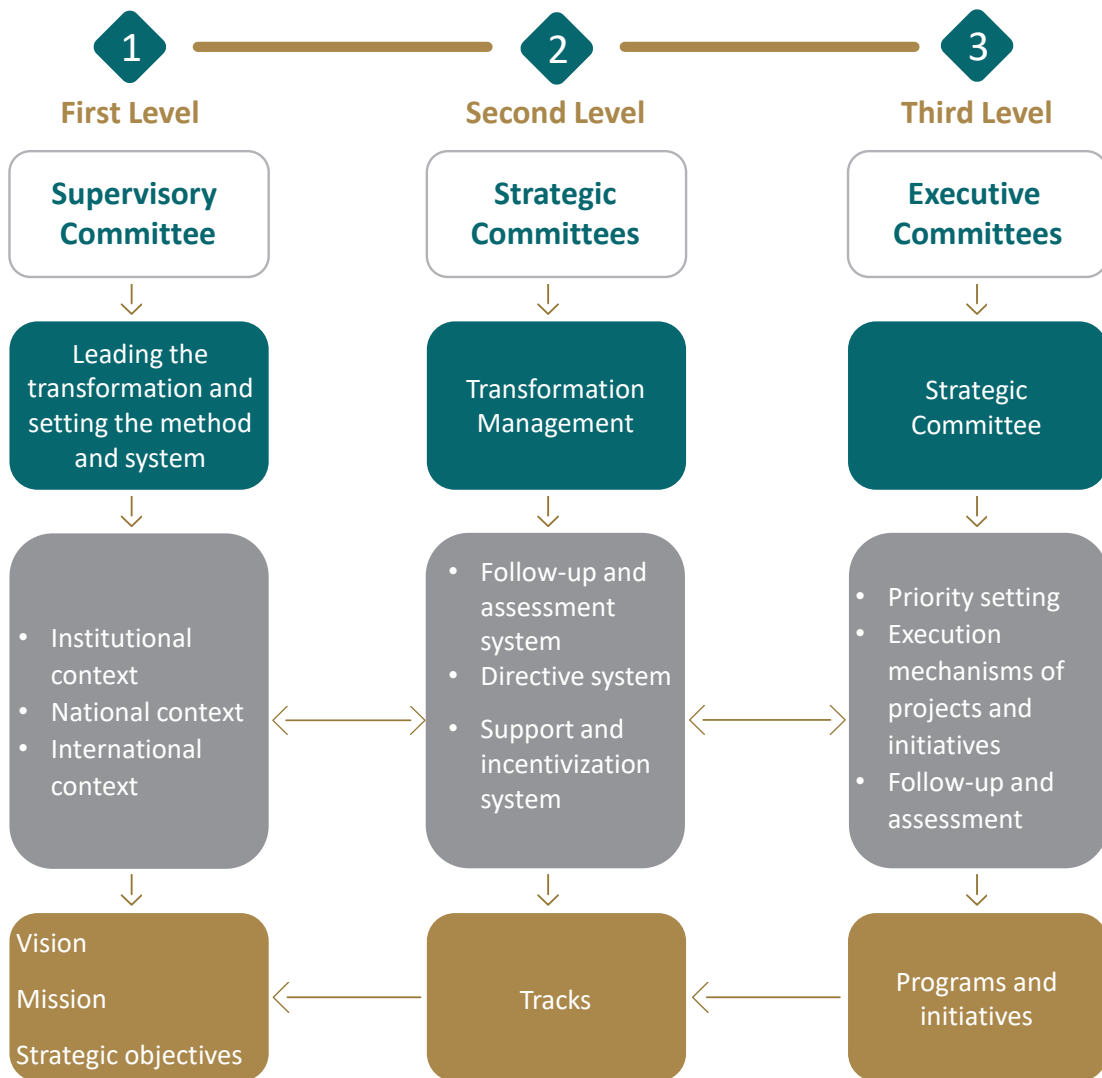 1
2
3
First Level
Second Level
Third Level
Supervisory
Committee
Strategic
Committees
Executive
Committees
Leading the
transformation and
setting the method
and system
Transformation
Management
Strategic
Committee
• Institutional
context
• National context
• International
context
• Follow-up and
assessment
system
• Directive system
• Support and
incentivization
system
• Priority setting
• Execution
mechanisms of
projects and
initiatives
• Follow-up and
assessment
Vision
Mission
Strategic objectives
Tracks
Programs and
initiatives